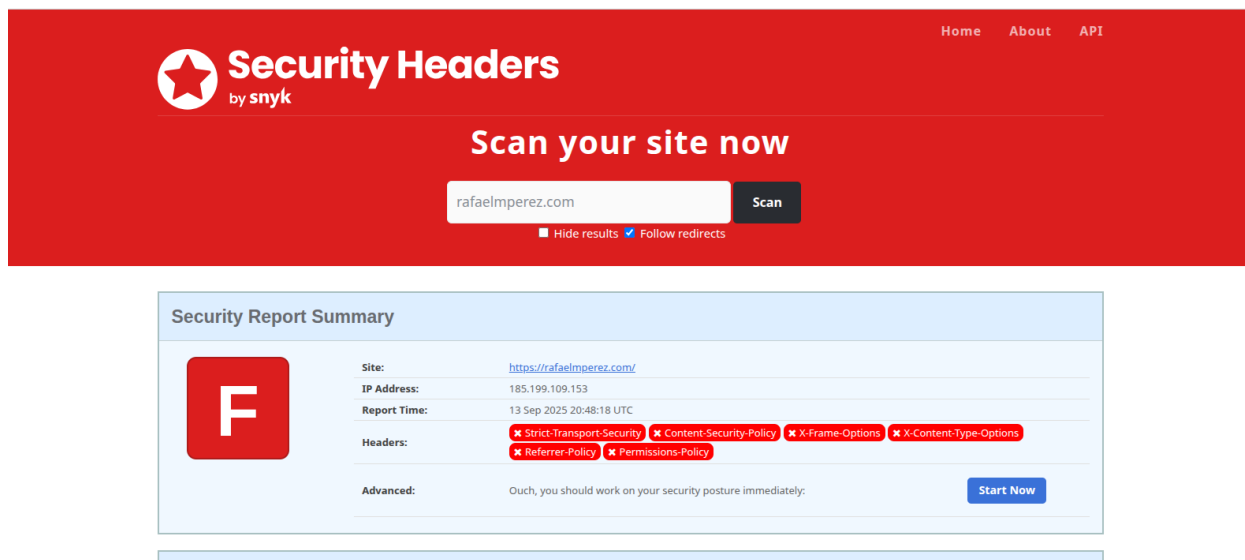 Home About API
Security Headers
by snyk
Scan your site now
rafaelmperez.com Scan
Hide results Follow redirects
Security Report Summary
F
Site: https://rafaelmperez.com/
IP Address: 185.199.109.153
Report Time: 13 Sep 2025 20:48:18 UTC
Headers: ✖ Strict-Transport-Security ✖ Content-Security-Policy ✖ X-Frame-Options ✖ X-Content-Type-Options
✖ Referrer-Policy ✖ Permissions-Policy
Advanced: Ouch, you should work on your security posture immediately: Start Now